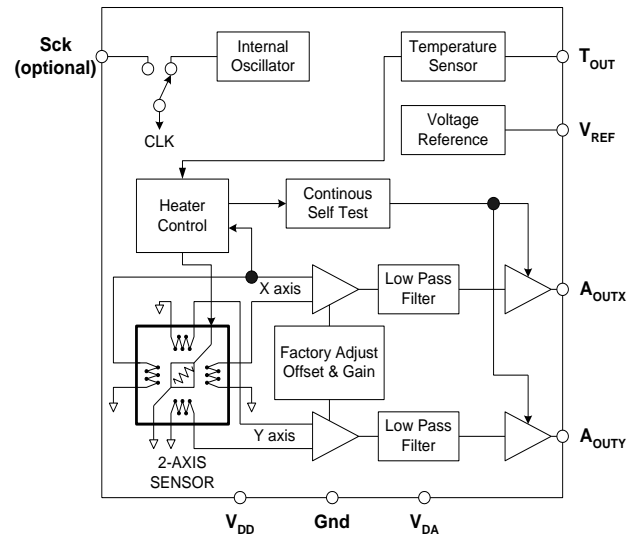 Sck
(optional)
Internal
Oscillator
CLK
Temperature
Sensor
TOUT
Voltage
Reference
VREF
Heater
Control
Continous
Self Test
X axis
Low Pass
Filter
AOUTX
Factory Adjust
Offset & Gain
Y axis
Low Pass
Filter
AOUTY
2-AXIS
SENSOR
VDD
Gnd
VDA